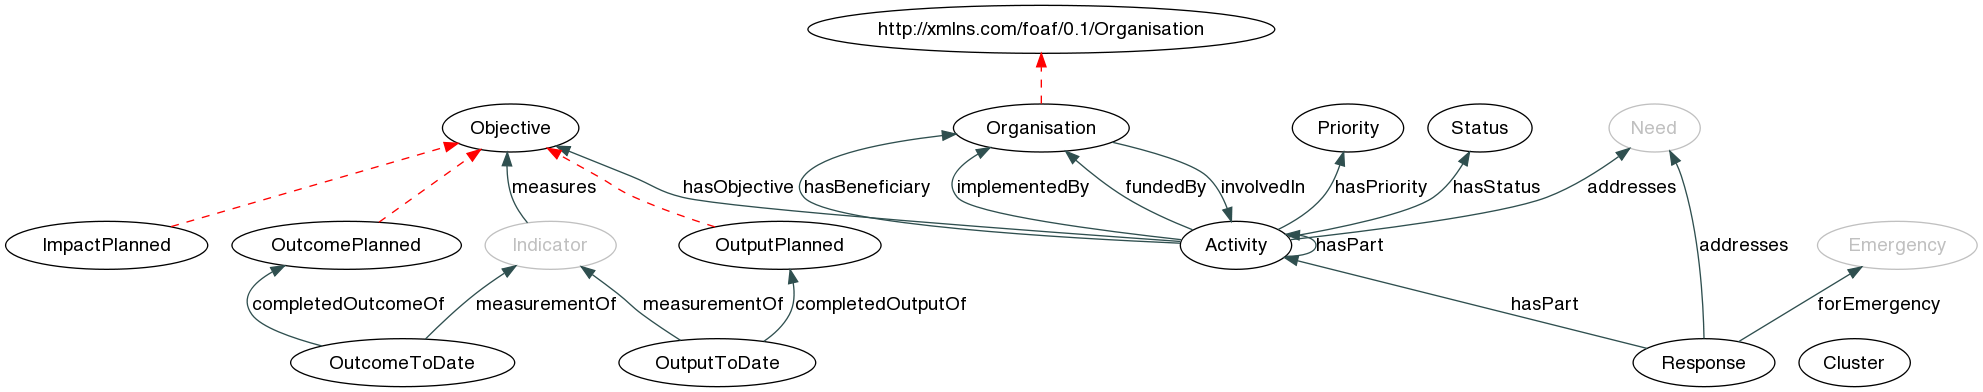 http://xmlns.com/foaf/0.1/Organisation
Objective
Organisation
Priority
Status
Need
measures
hasObjective
hasBeneficiary
implementedBy
fundedBy
involvedIn
hasPriority
hasStatus
addresses
ImpactPlanned
OutcomePlanned
Indicator
OutputPlanned
Activity
hasPart
addresses
Emergency
completedOutcomeOf
measurementOf
measurementOf
completedOutputOf
hasPart
forEmergency
OutcomeToDate
OutputToDate
Response
Cluster